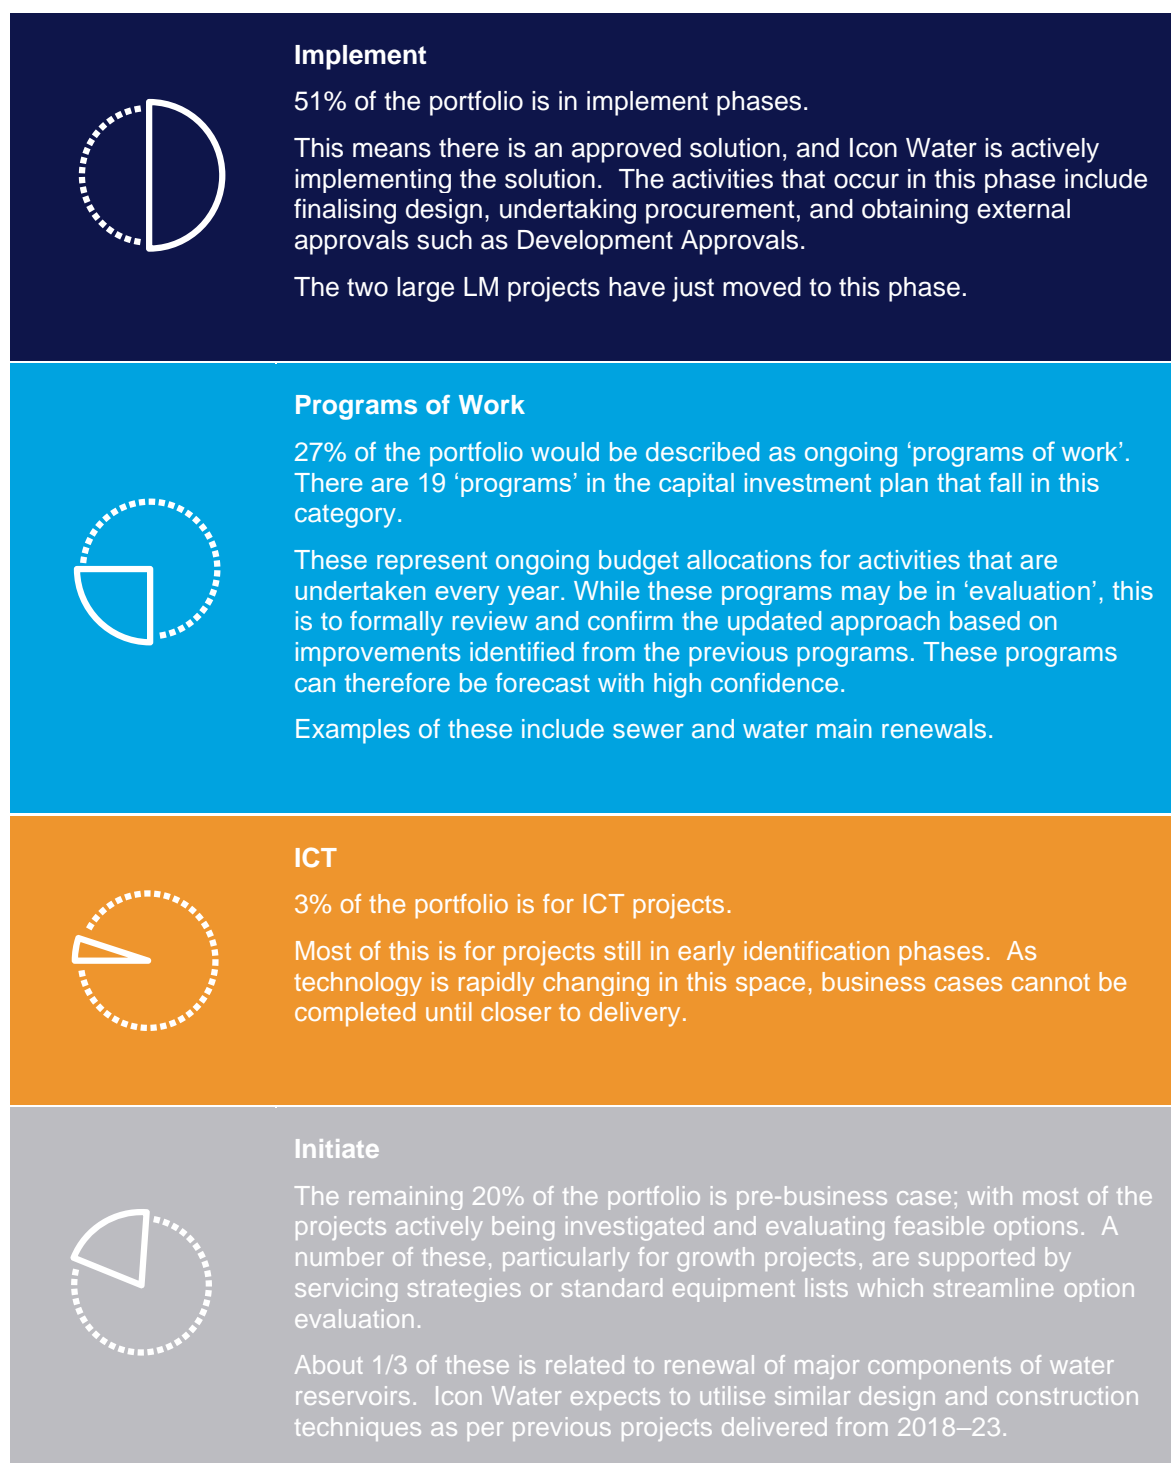 Implement
51% of the portfolio is in implement phases.
This means there is an approved solution, and Icon Water is actively
implementing the solution.  The activities that occur in this phase include
finalising design, undertaking procurement, and obtaining external
approvals such as Development Approvals.
The two large LM projects have just moved to this phase.
Programs of Work
27% of the portfolio would be described as ongoing ‘programs of work’.
There are 19 ‘programs’ in the capital investment plan that fall in this
category.
These represent ongoing budget allocations for activities that are
undertaken every year. While these programs may be in ‘evaluation’, this
is to formally review and confirm the updated approach based on
improvements identified from the previous programs. These programs
can therefore be forecast with high confidence.
Examples of these include sewer and water main renewals.
ICT
3% of the portfolio is for ICT projects.
Most of this is for projects still in early identification phases.  As
technology is rapidly changing in this space, business cases cannot be
completed until closer to delivery.
Initiate
The remaining 20% of the portfolio is pre-business case; with most of the
projects actively being investigated and evaluating feasible options.  A
number of these, particularly for growth projects, are supported by
servicing strategies or standard equipment lists which streamline option
evaluation.
About 1/3 of these is related to renewal of major components of water
reservoirs.  Icon Water expects to utilise similar design and construction
techniques as per previous projects delivered from 2018–23.